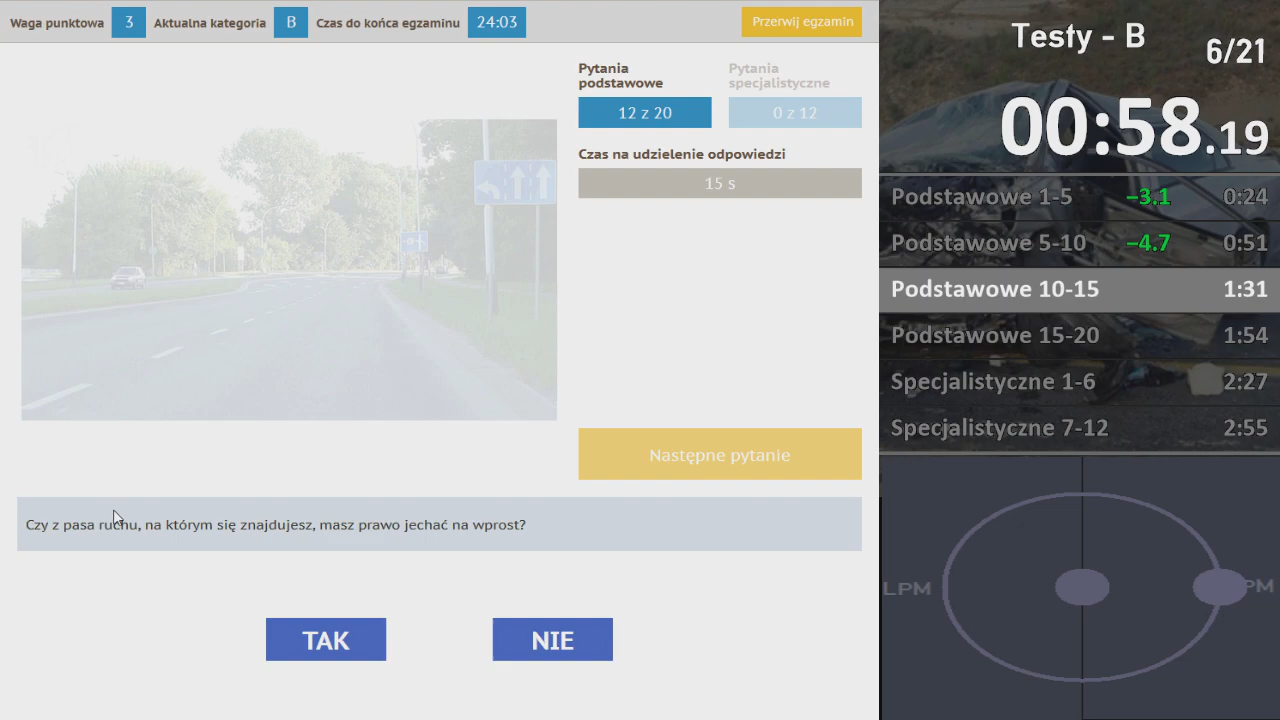 Waga punktowa 3 Aktualna kategoria B Czas do końca egzaminu 24:03 Przerwij egzamin
Pytania podstawowe
12 z 20
Pytania specjalistyczne
0 z 12
Czas na udzielenie odpowiedzi
15 s
Następne pytanie
Czy z pasa ruchu, na którym się znajdujesz, masz prawo jechać na wprost?
TAK NIE
Testy - B 6/21
00:58.19
Podstawowe 1-5 −3.1 0:24
Podstawowe 5-10 −4.7 0:51
Podstawowe 10-15 1:31
Podstawowe 15-20 1:54
Specjalistyczne 1-6 2:27
Specjalistyczne 7-12 2:55
LPM PM